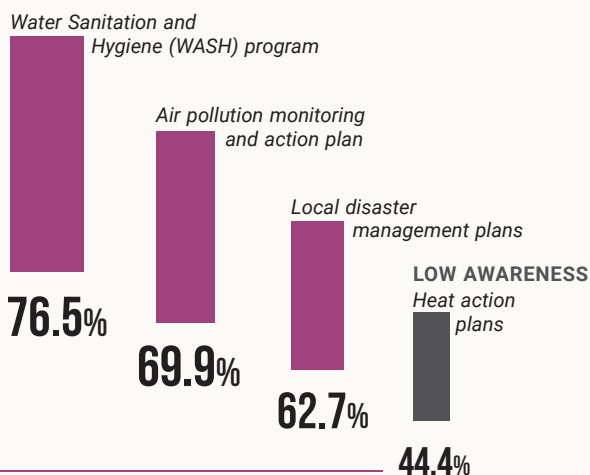 Water Sanitation and
Hygiene (WASH) program
76.5%
Air pollution monitoring
and action plan
69.9%
Local disaster
management plans
62.7%
LOW AWARENESS
Heat action
plans
44.4%